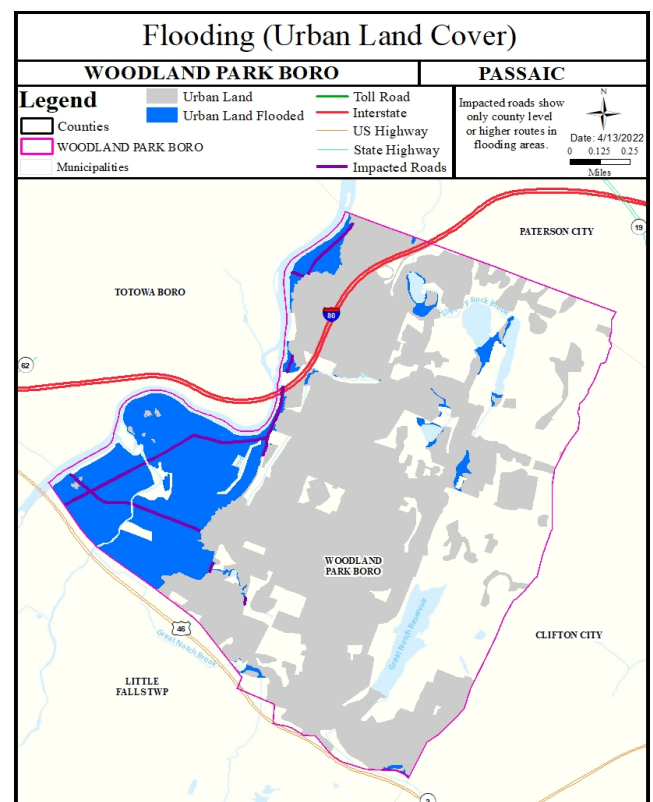 Flooding (Urban Land Cover)
WOODLAND PARK BORO
PASSAIC
Legend
Counties
WOODLAND PARK BORO
Municipalities
Urban Land
Urban Land Flooded
Toll Road
Interstate
US Highway
State Highway
Impacted Roads
Impacted roads show
only county level
or higher routes in
flooding areas.
N
Date: 4/13/2022
0 0.125 0.25
Miles
PATERSON CITY
19
TOTOWA BORO
80
62
WOODLAND
PARK BORO
Great Notch Reservoir
46
Great Notch Brook
CLIFTON CITY
LITTLE
FALLS TWP
3